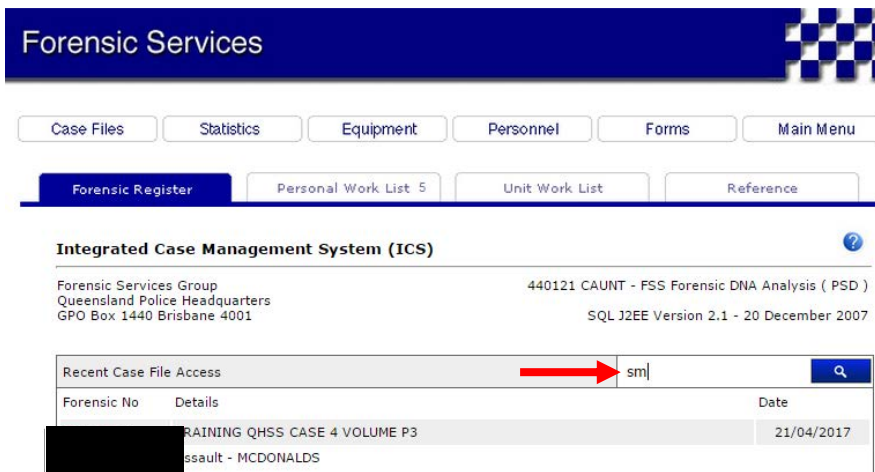 Forensic Services
Case Files Statistics Equipment Personnel Forms Main Menu
Forensic Register Personal Work List 5 Unit Work List Reference
Integrated Case Management System (ICS) ?
Forensic Services Group 440121 CAUNT - FSS Forensic DNA Analysis ( PSD )
Queensland Police Headquarters
GPO Box 1440 Brisbane 4001 SQL J2EE Version 2.1 - 20 December 2007
Recent Case File Access sm
Forensic No Details Date
RAINING QHSS CASE 4 VOLUME P3 21/04/2017
ssault - MCDONALDS